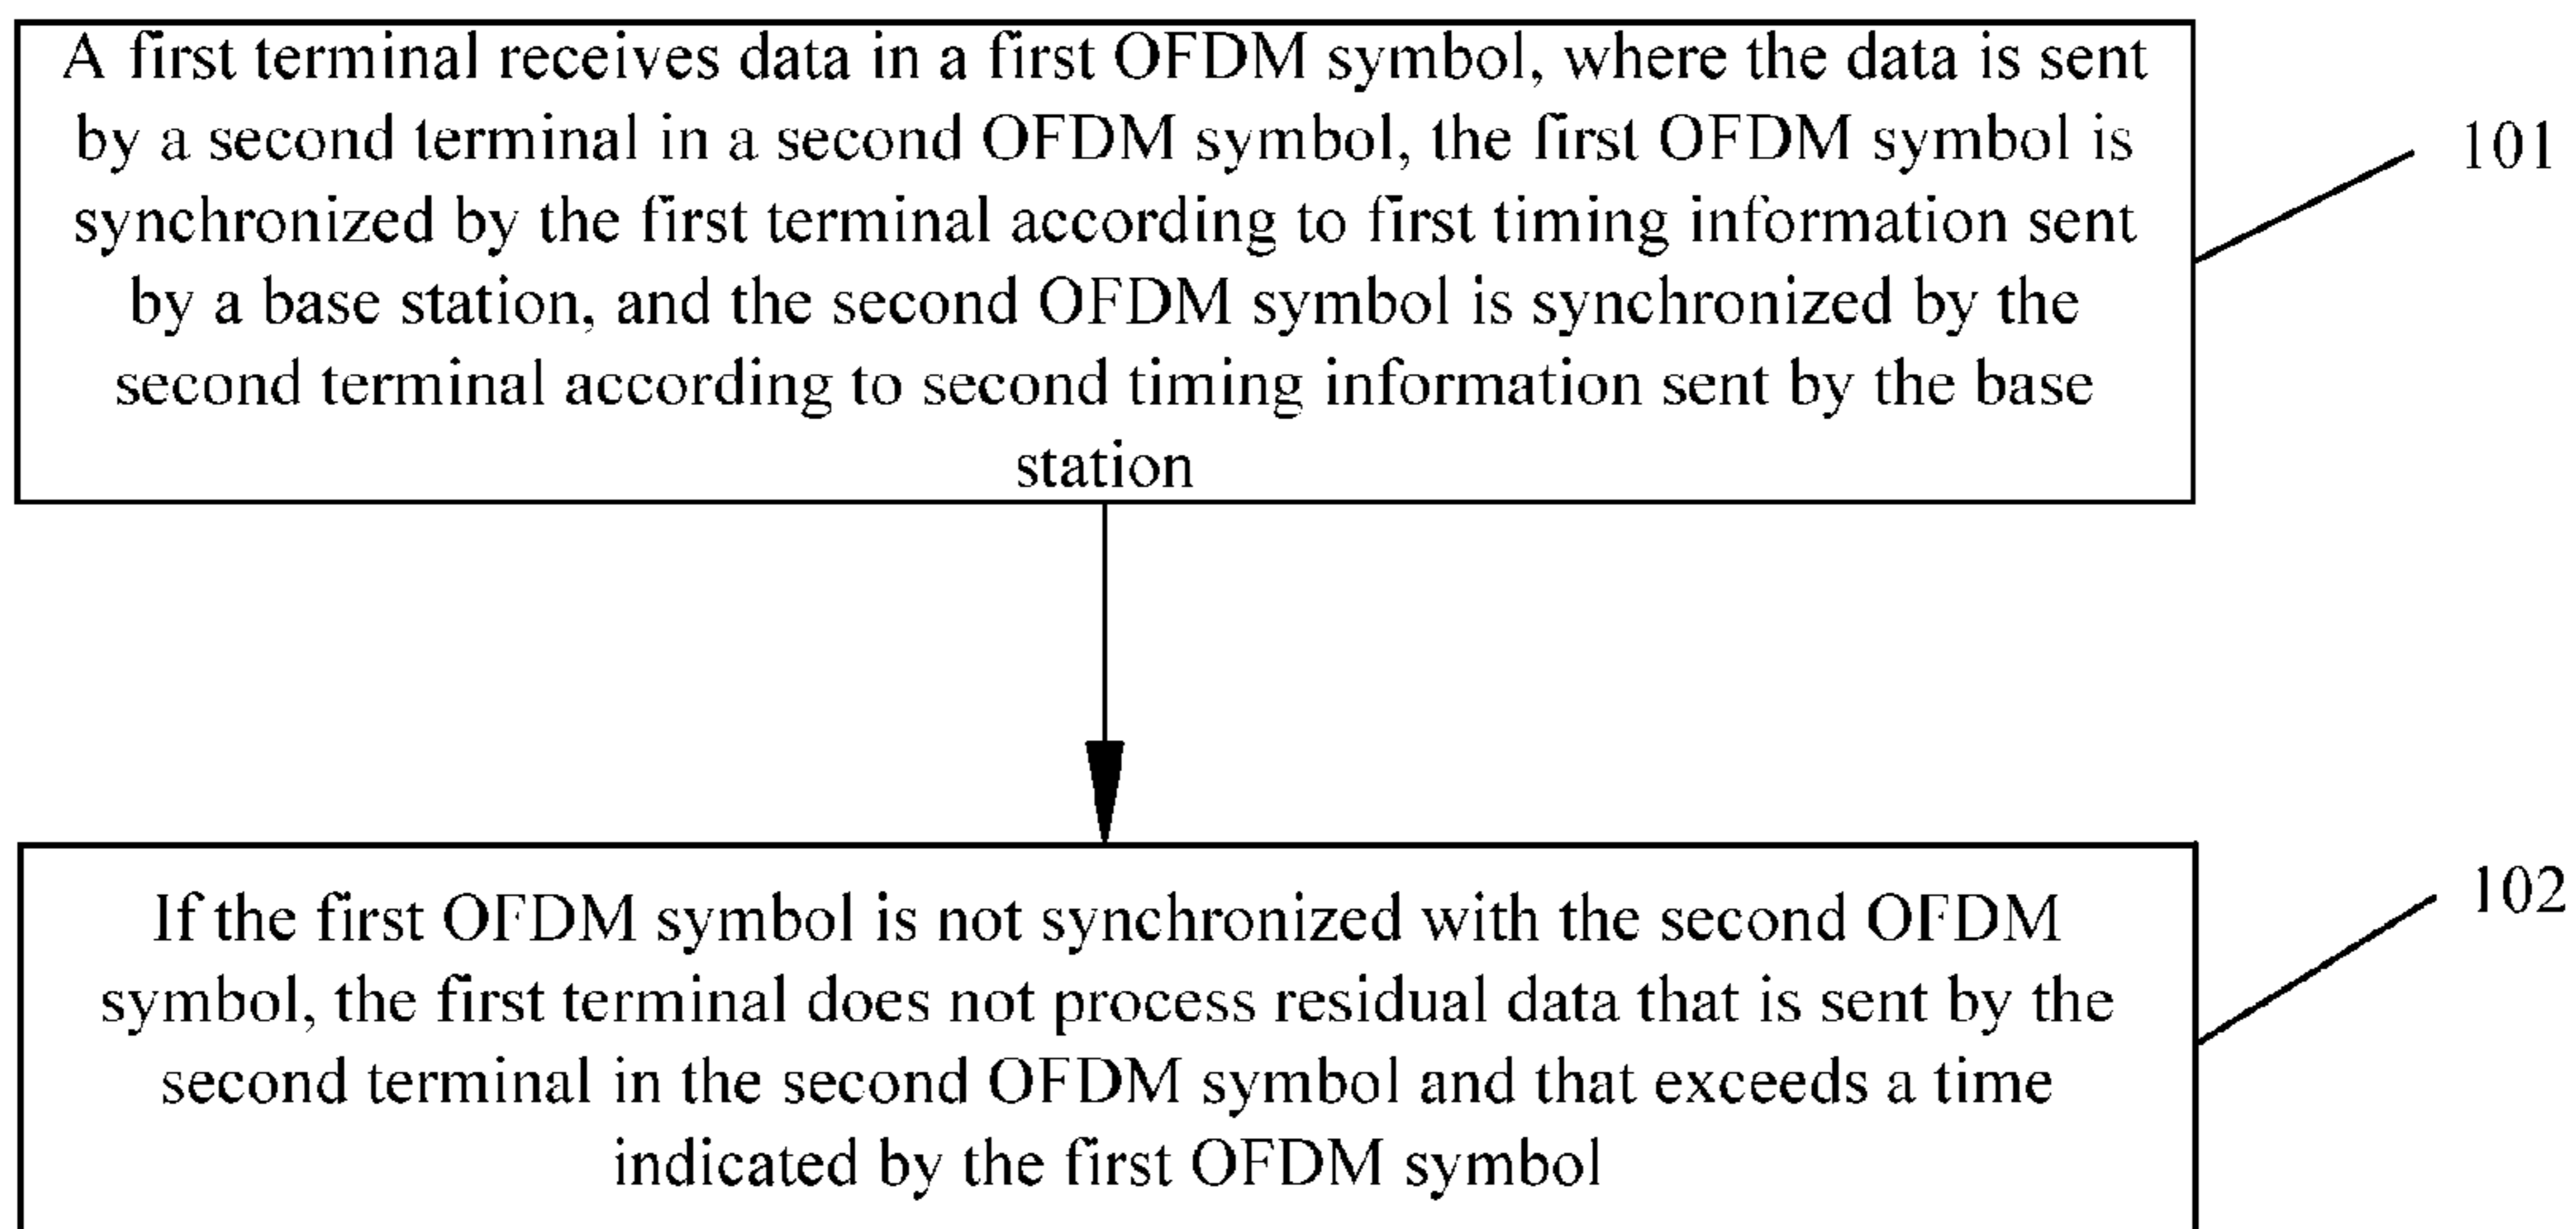 A first terminal receives data in a first OFDM symbol, where the data is sent
by a second terminal in a second OFDM symbol, the first OFDM symbol is
synchronized by the first terminal according to first timing information sent
by a base station, and the second OFDM symbol is synchronized by the
second terminal according to second timing information sent by the base
station
101
If the first OFDM symbol is not synchronized with the second OFDM
symbol, the first terminal does not process residual data that is sent by the
second terminal in the second OFDM symbol and that exceeds a time
indicated by the first OFDM symbol
102